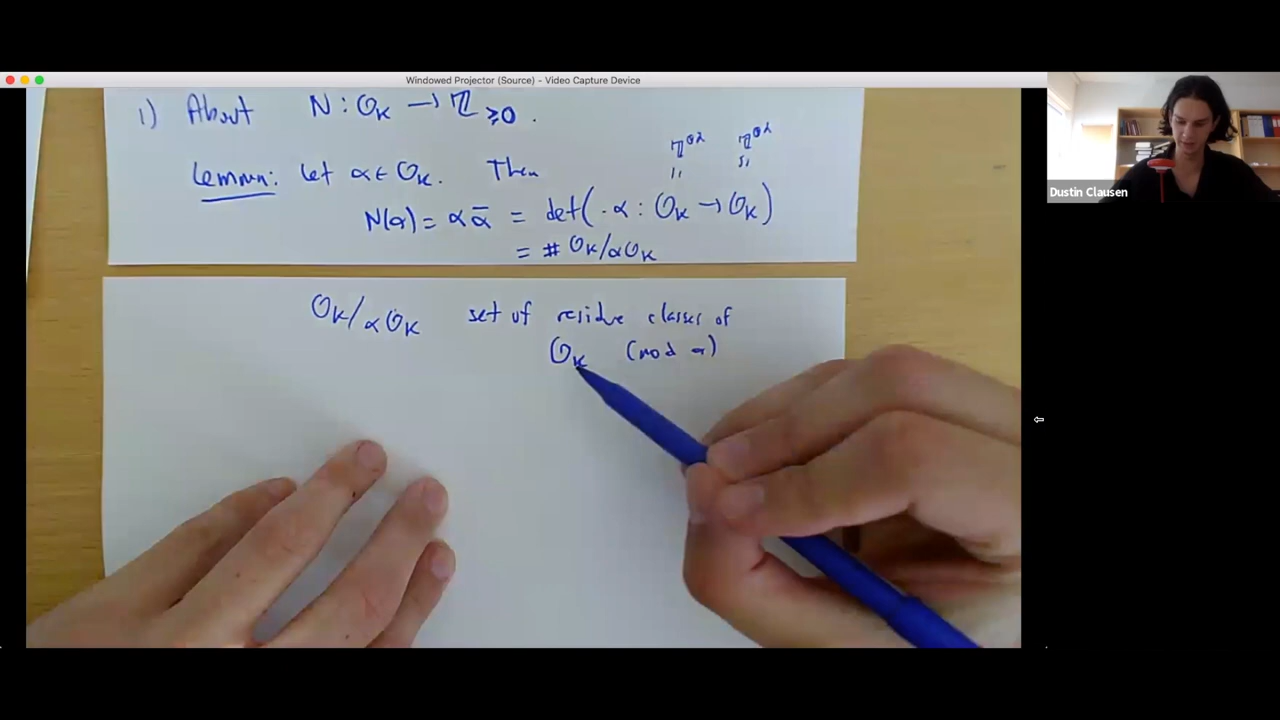 Windowed Projector (Source) - Video Capture Device
1) About N : O_K → ℤ_≥0 .
ℤ^⊕2 ℤ^⊕2
Lemma: Let α ∈ O_K. Then
N(α) = αᾱ = det( ·α : O_K → O_K )
= # O_K/αO_K
O_K/αO_K set of residue classes of
O_K (mod α)
Dustin Clausen